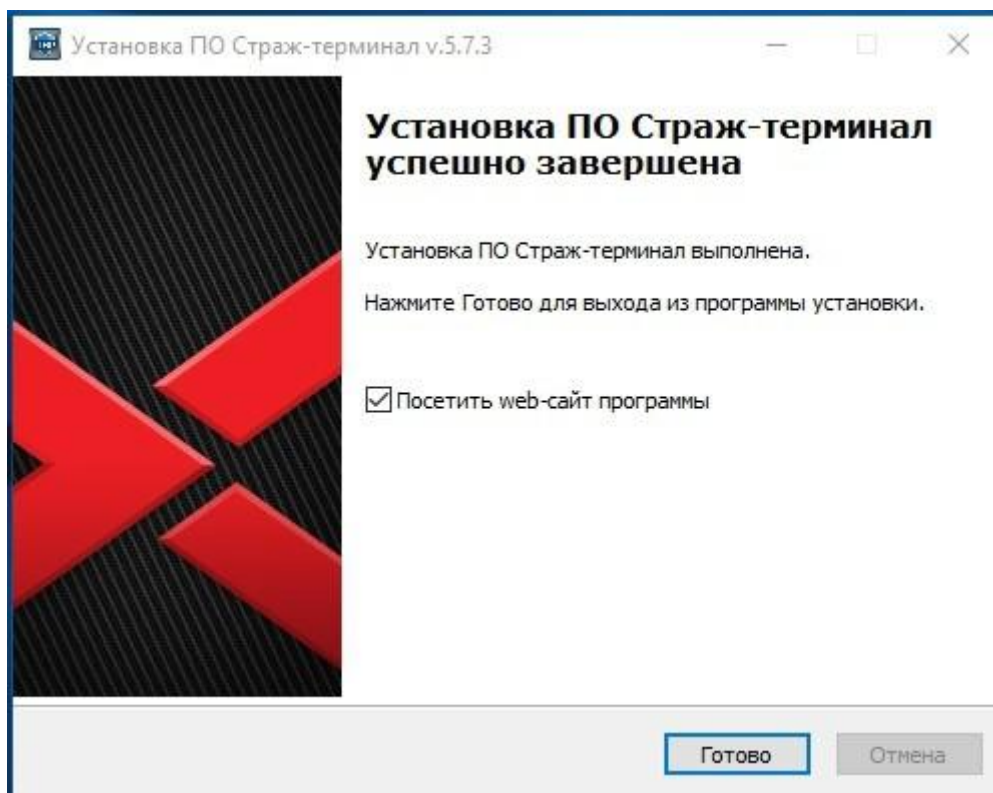 Установка ПО Страж-терминал v.5.7.3
Установка ПО Страж-терминал
успешно завершена
Установка ПО Страж-терминал выполнена.
Нажмите Готово для выхода из программы установки.
Посетить web-сайт программы
Готово
Отмена